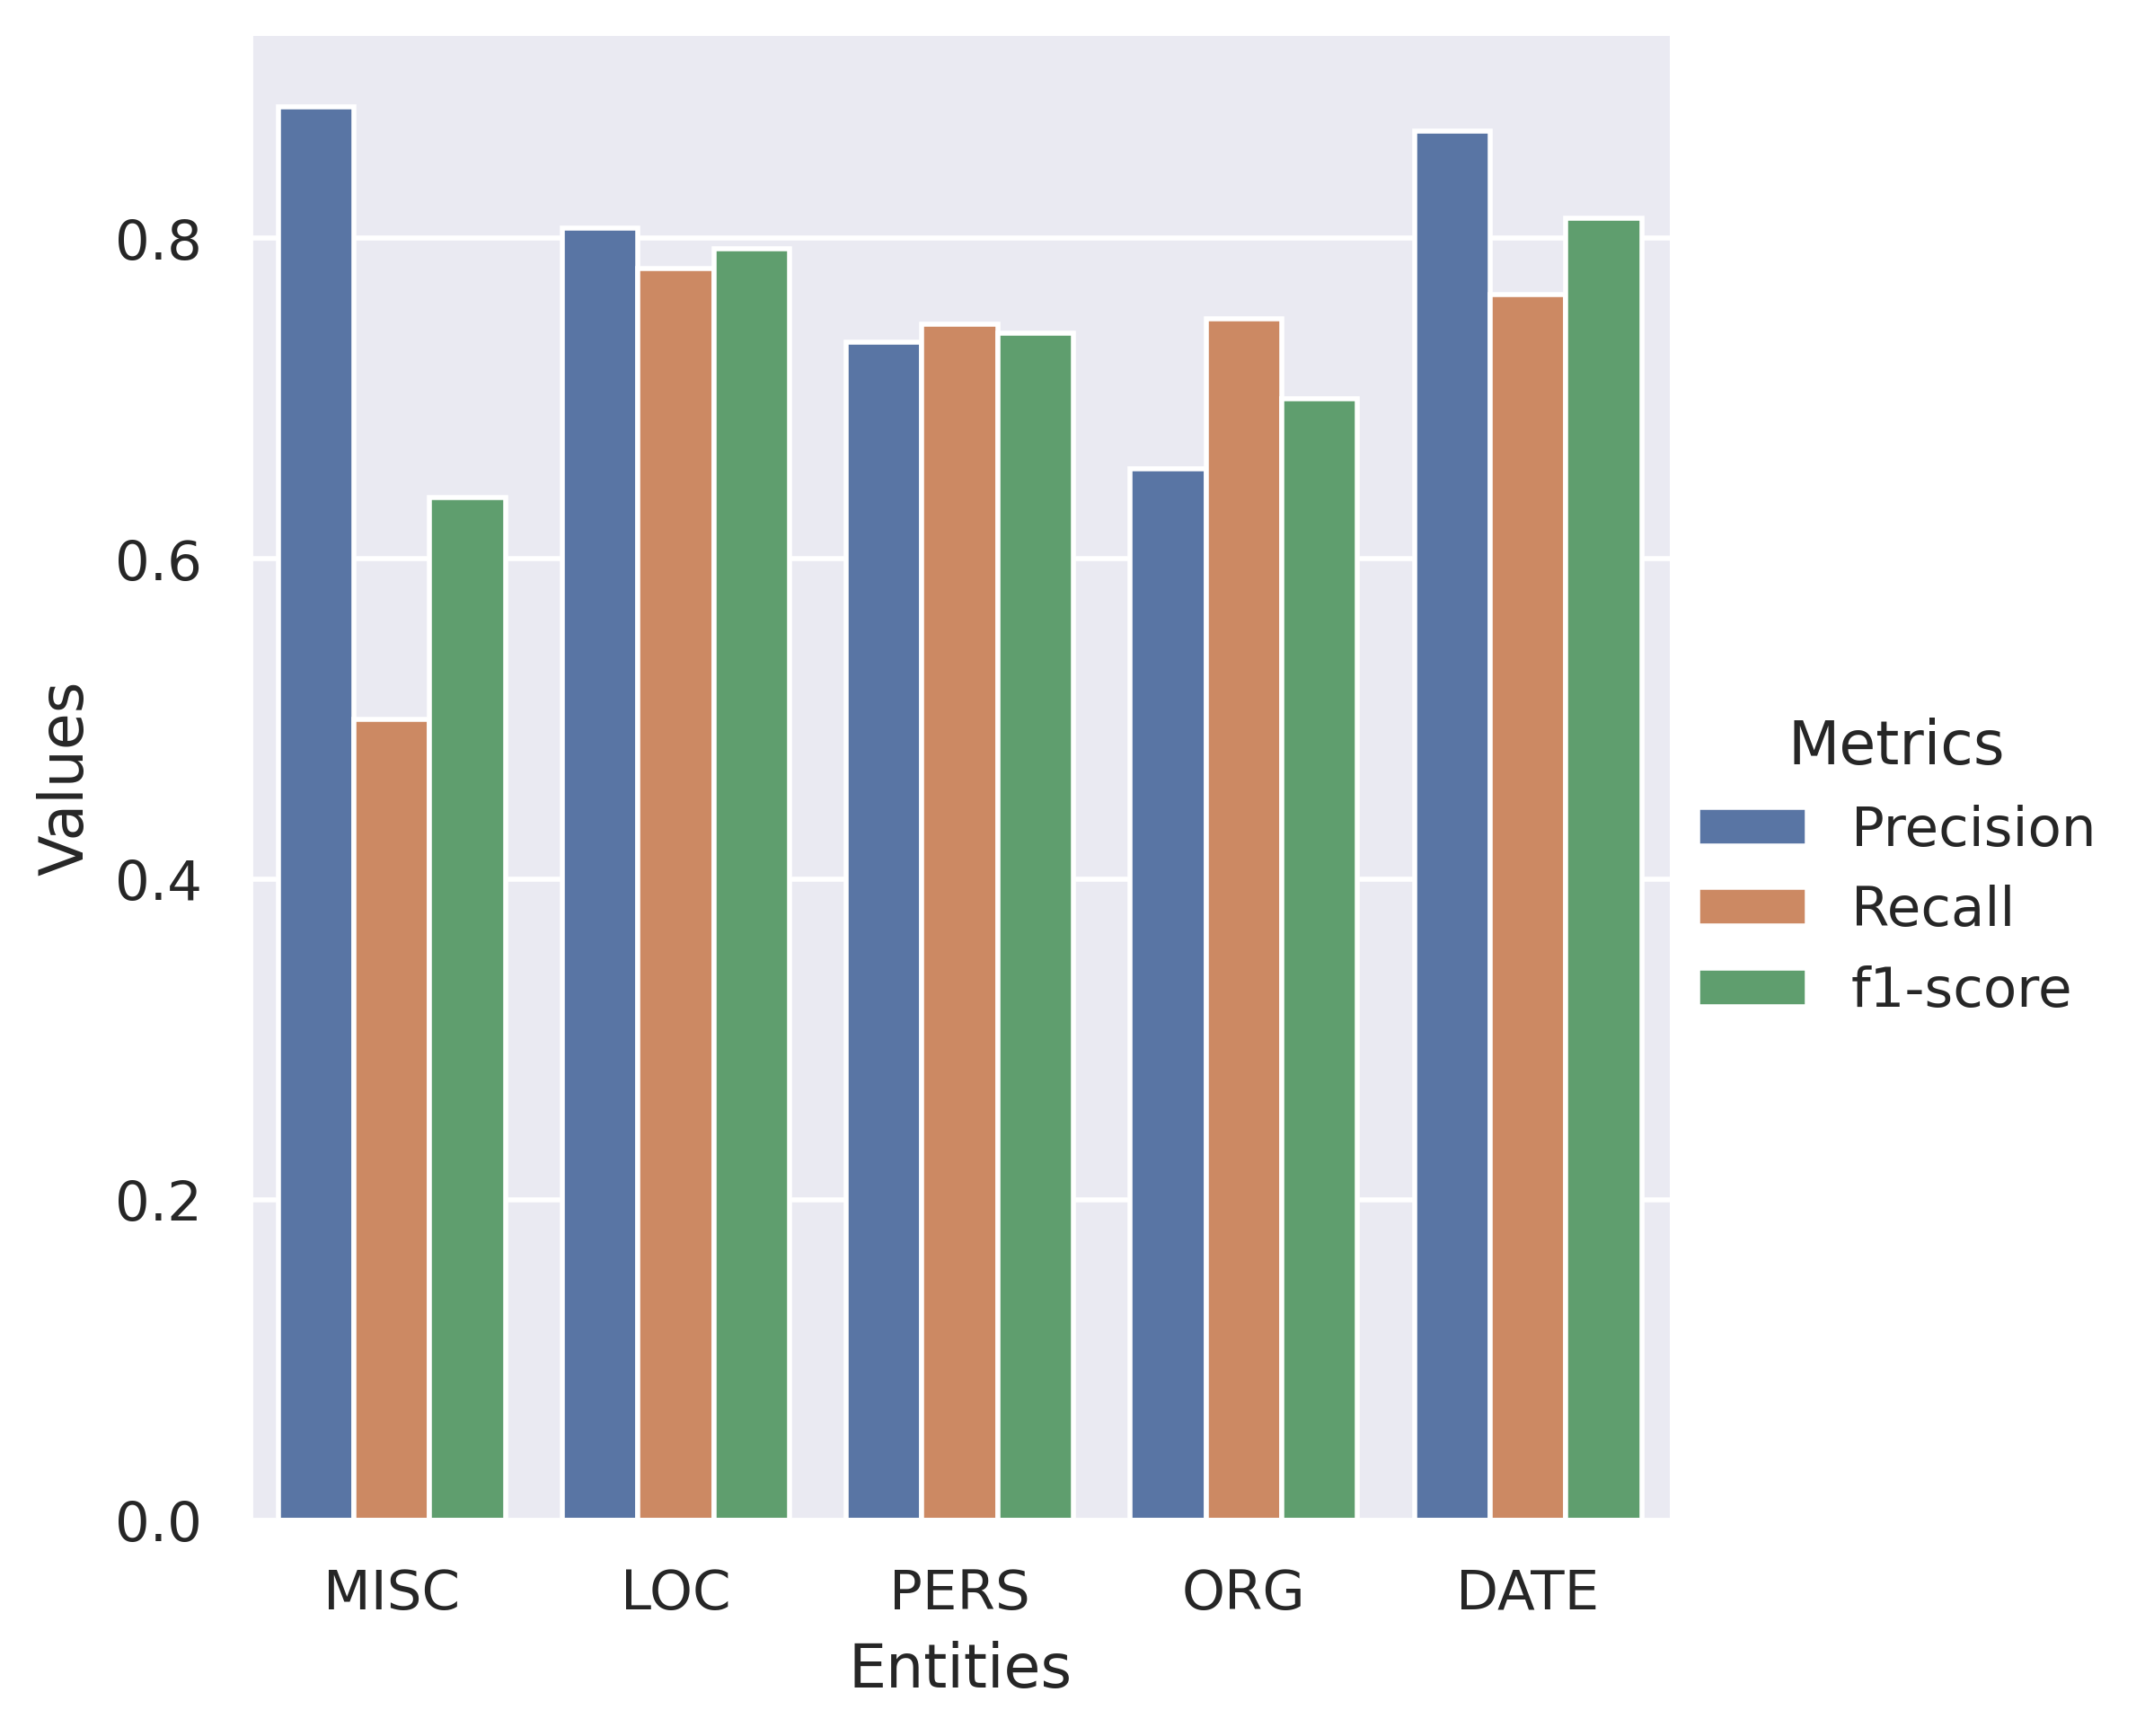 0.8
0.6
0.4
0.2
0.0
Values
MISC LOC PERS ORG DATE
Entities
Metrics
Precision
Recall
f1-score